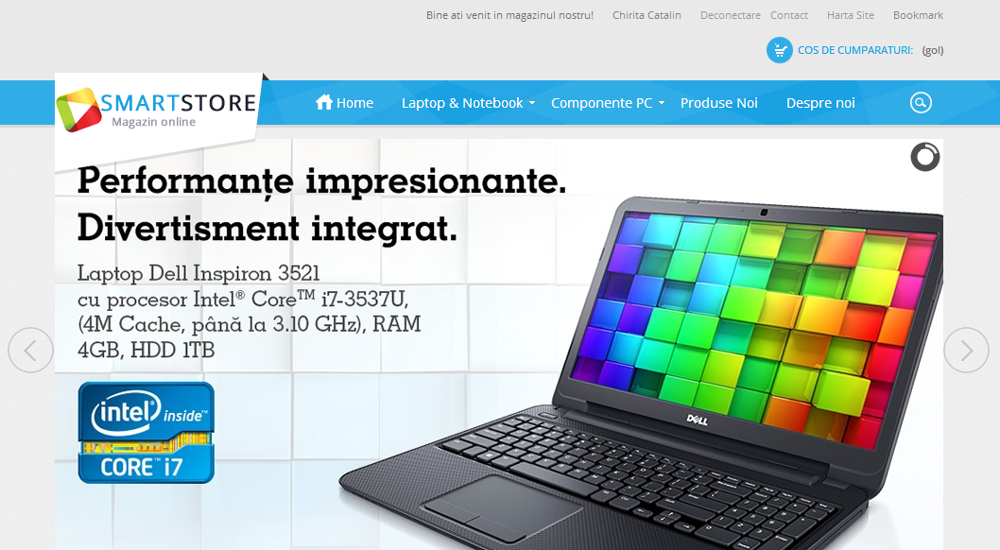 Bine ati venit in magazinul nostru! Chirita Catalin Deconectare Contact Harta Site Bookmark
COS DE CUMPARATURI: (gol)
SMARTSTORE
Magazin online
Home Laptop & Notebook Componente PC Produse Noi Despre noi
Performanțe impresionante.
Divertisment integrat.
Laptop Dell Inspiron 3521
cu procesor Intel® Core™ i7-3537U,
(4M Cache, până la 3.10 GHz), RAM
4GB, HDD 1TB
intel® inside™
CORE™ i7
DELL